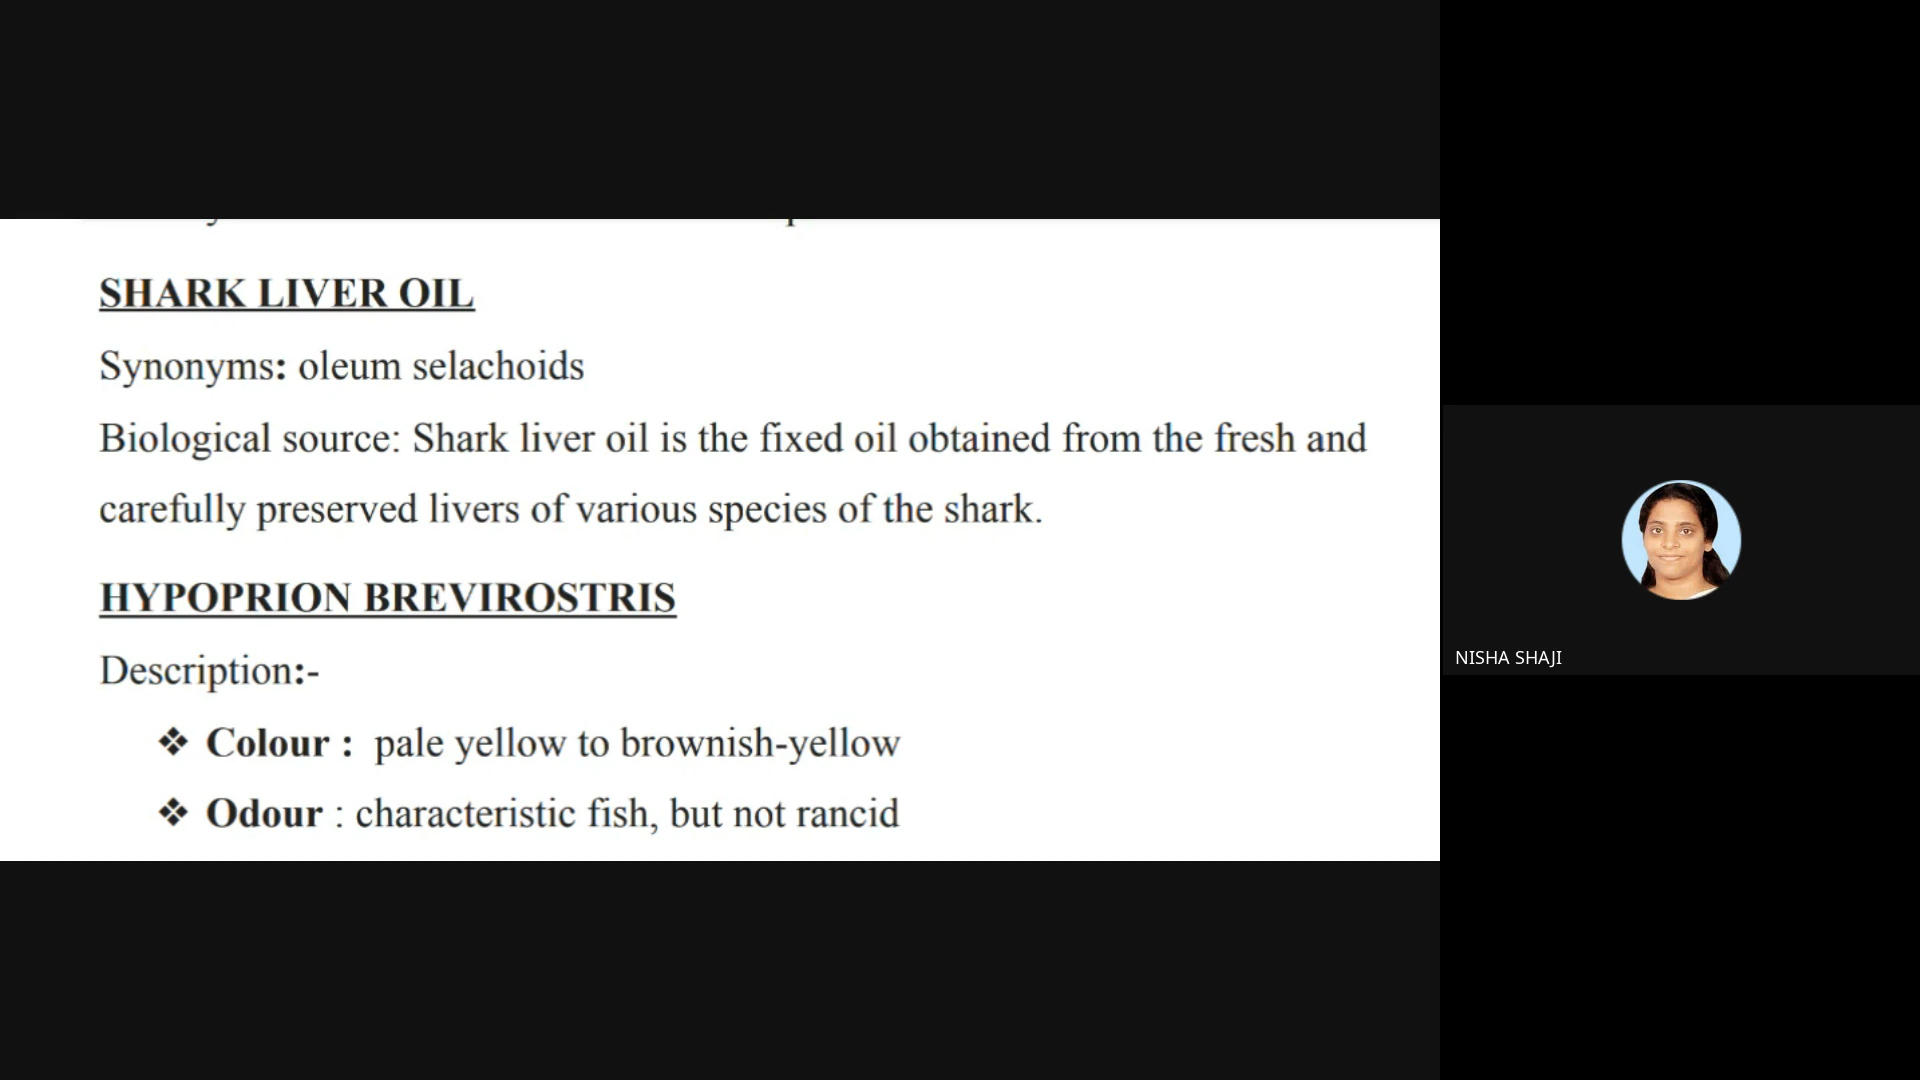 SHARK LIVER OIL
Synonyms: oleum selachoids
Biological source: Shark liver oil is the fixed oil obtained from the fresh and
carefully preserved livers of various species of the shark.
HYPOPRION BREVIROSTRIS
Description:-
❖ Colour : pale yellow to brownish-yellow
❖ Odour : characteristic fish, but not rancid
NISHA SHAJI